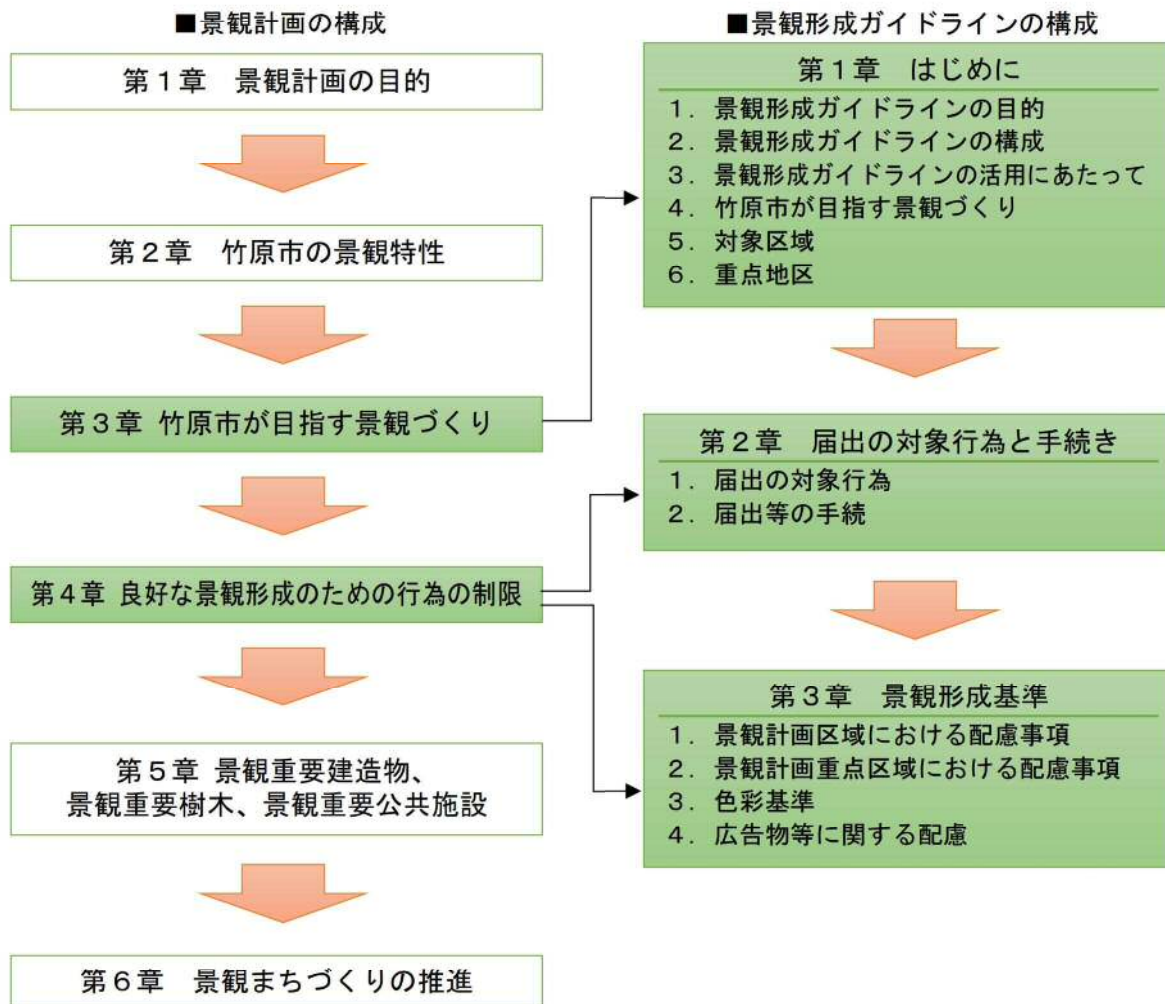 ■景観計画の構成
第１章　景観計画の目的
第２章　竹原市の景観特性
第３章 竹原市が目指す景観づくり
第４章 良好な景観形成のための行為の制限
第５章 景観重要建造物、
景観重要樹木、景観重要公共施設
第６章　景観まちづくりの推進
■景観形成ガイドラインの構成
第１章　はじめに
１．景観形成ガイドラインの目的
２．景観形成ガイドラインの構成
３．景観形成ガイドラインの活用にあたって
４．竹原市が目指す景観づくり
５．対象区域
６．重点地区
第２章　届出の対象行為と手続き
１．届出の対象行為
２．届出等の手続
第３章　景観形成基準
１．景観計画区域における配慮事項
２．景観計画重点区域における配慮事項
３．色彩基準
４．広告物等に関する配慮